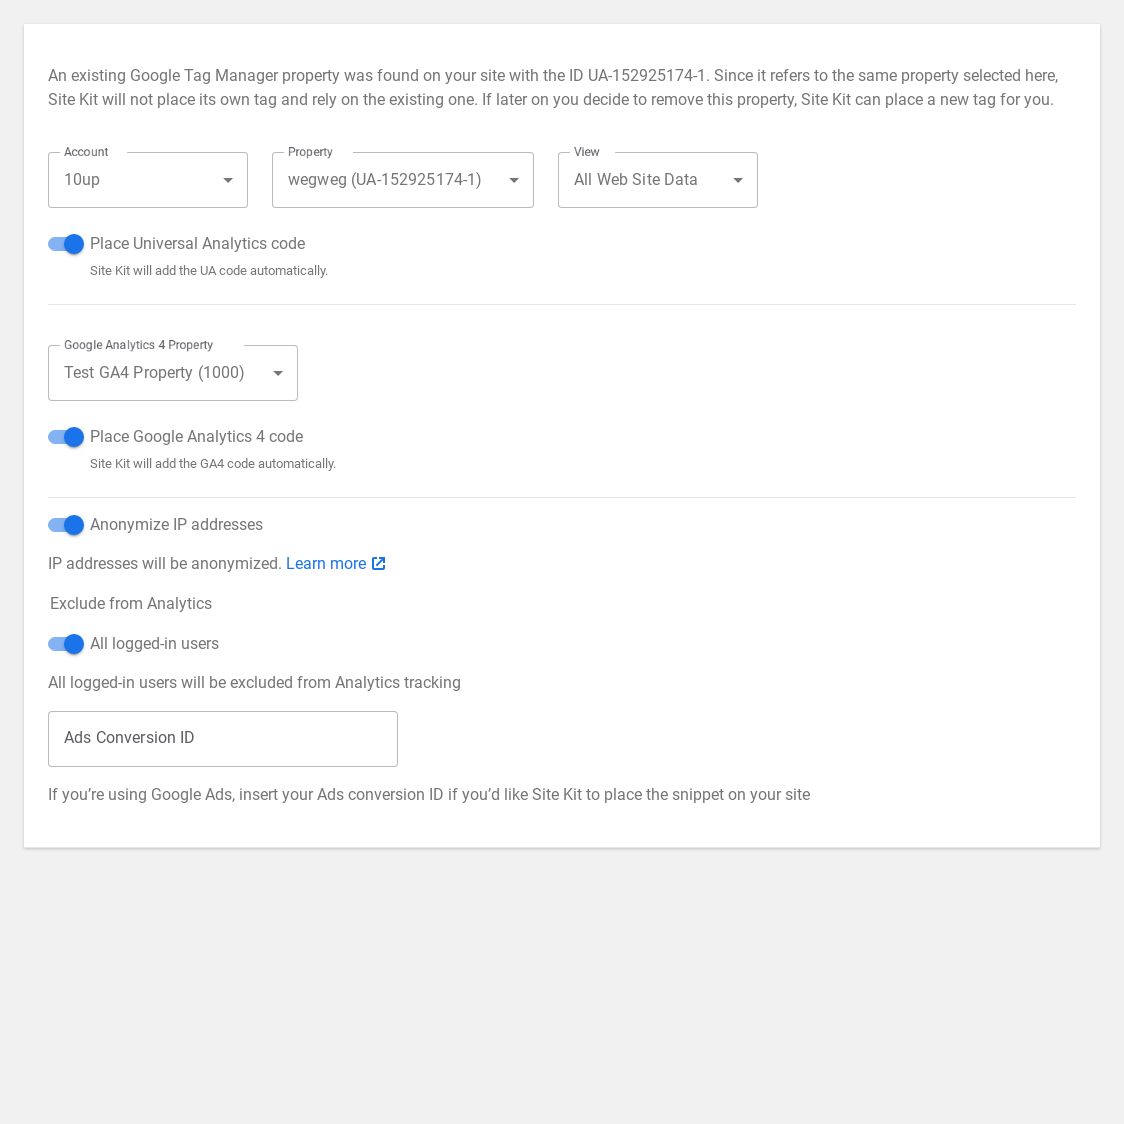 An existing Google Tag Manager property was found on your site with the ID UA-152925174-1. Since it refers to the same property selected here,
Site Kit will not place its own tag and rely on the existing one. If later on you decide to remove this property, Site Kit can place a new tag for you.
Account
10up
Property
wegweg (UA-152925174-1)
View
All Web Site Data
Place Universal Analytics code
Site Kit will add the UA code automatically.
Google Analytics 4 Property
Test GA4 Property (1000)
Place Google Analytics 4 code
Site Kit will add the GA4 code automatically.
Anonymize IP addresses
IP addresses will be anonymized. Learn more
Exclude from Analytics
All logged-in users
All logged-in users will be excluded from Analytics tracking
Ads Conversion ID
If you’re using Google Ads, insert your Ads conversion ID if you’d like Site Kit to place the snippet on your site